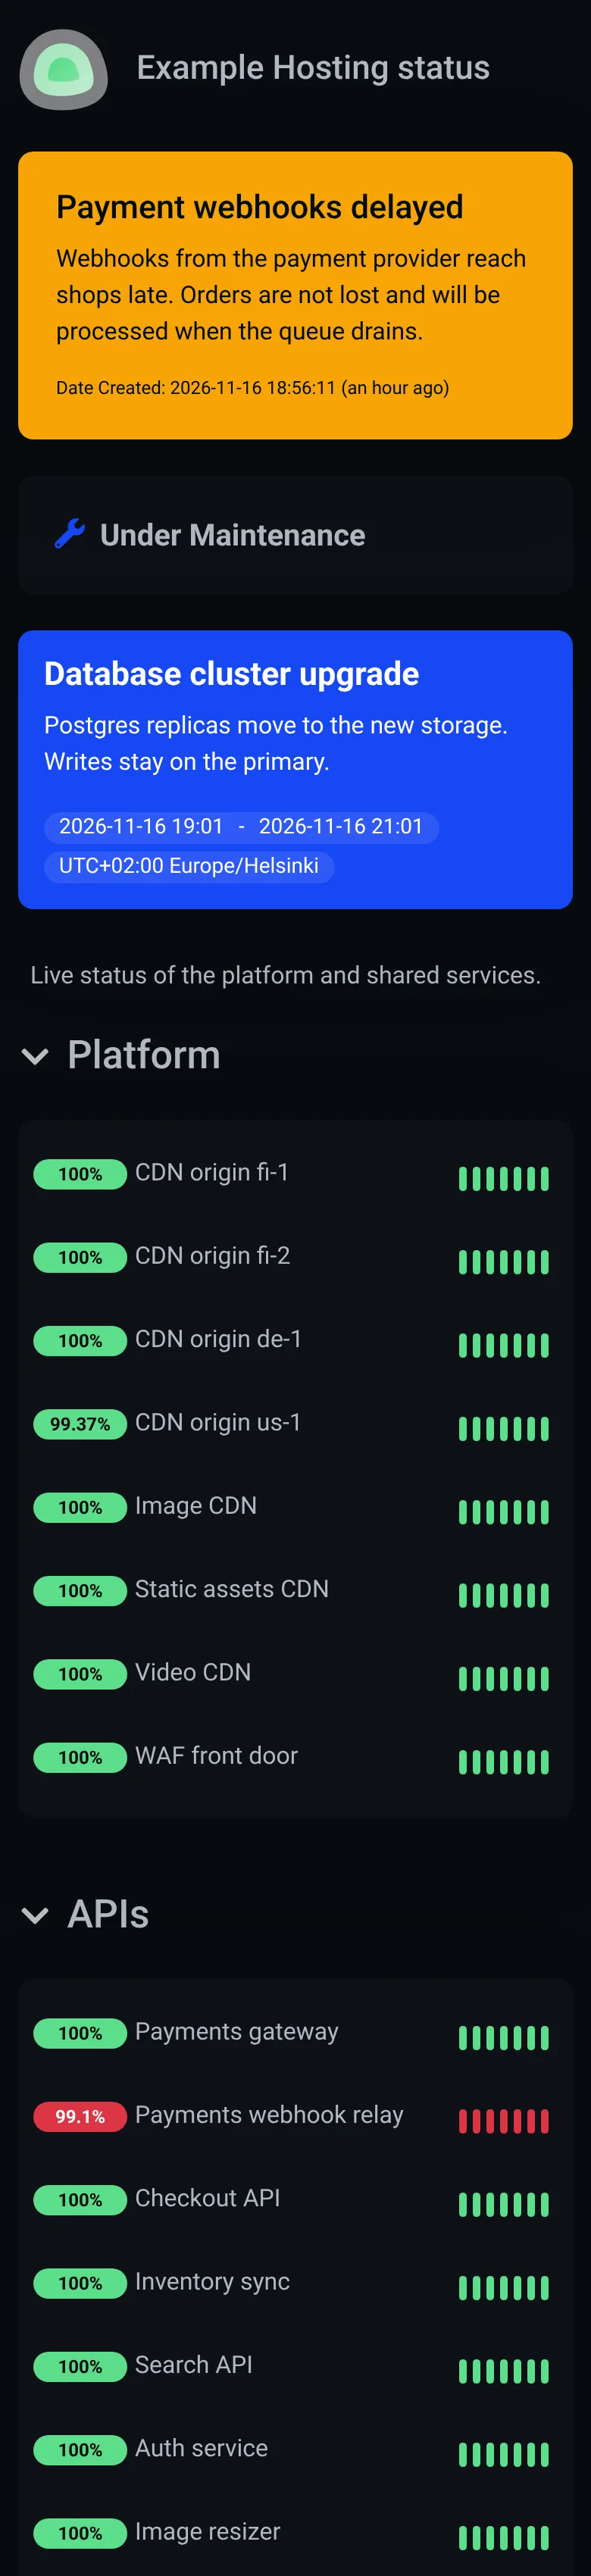 Example Hosting status
Payment webhooks delayed
Webhooks from the payment provider reach
shops late. Orders are not lost and will be
processed when the queue drains.
Date Created: 2026-11-16 18:56:11 (an hour ago)
Under Maintenance
Database cluster upgrade
Postgres replicas move to the new storage.
Writes stay on the primary.
2026-11-16 19:01 - 2026-11-16 21:01
UTC+02:00 Europe/Helsinki
Live status of the platform and shared services.
Platform
100% CDN origin fi-1
100% CDN origin fi-2
100% CDN origin de-1
99.37% CDN origin us-1
100% Image CDN
100% Static assets CDN
100% Video CDN
100% WAF front door
APIs
100% Payments gateway
99.1% Payments webhook relay
100% Checkout API
100% Inventory sync
100% Search API
100% Auth service
100% Image resizer